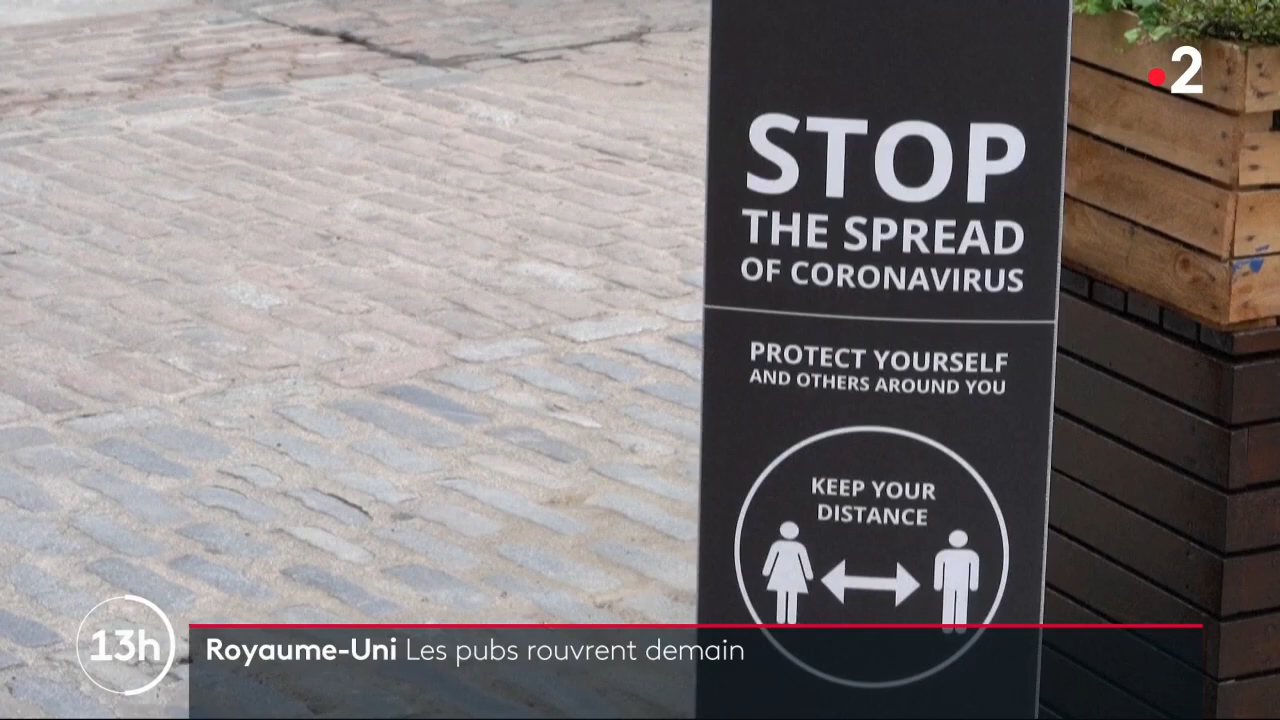 2
STOP
THE SPREAD
OF CORONAVIRUS
PROTECT YOURSELF
AND OTHERS AROUND YOU
KEEP YOUR
DISTANCE
13h
Royaume-Uni Les pubs rouvrent demain